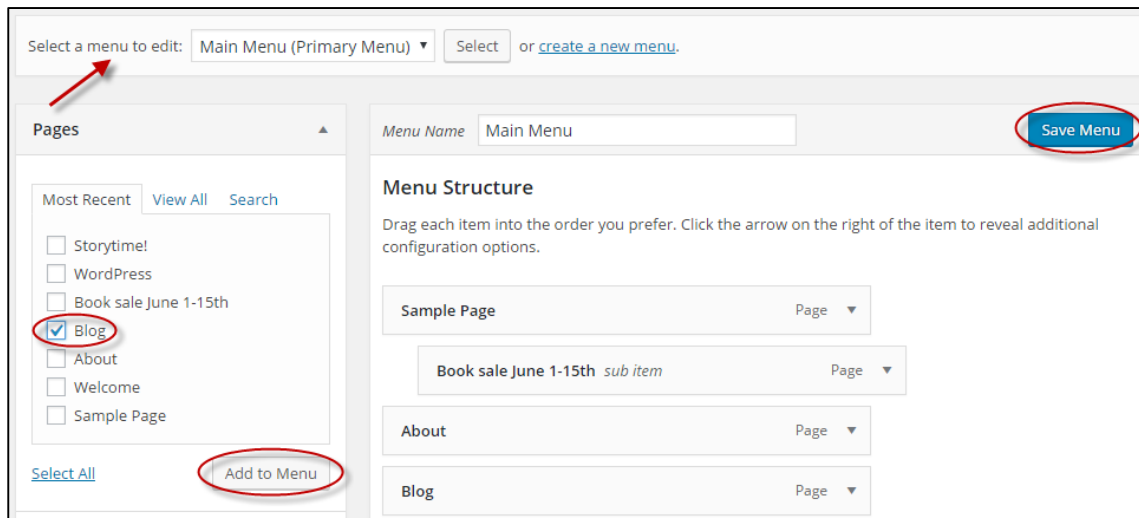 Select a menu to edit: Main Menu (Primary Menu) Select or create a new menu.
Pages
Most Recent View All Search
Storytime!
WordPress
Book sale June 1-15th
Blog
About
Welcome
Sample Page
Select All Add to Menu
Menu Name Main Menu Save Menu
Menu Structure
Drag each item into the order you prefer. Click the arrow on the right of the item to reveal additional
configuration options.
Sample Page Page
Book sale June 1-15th sub item Page
About Page
Blog Page